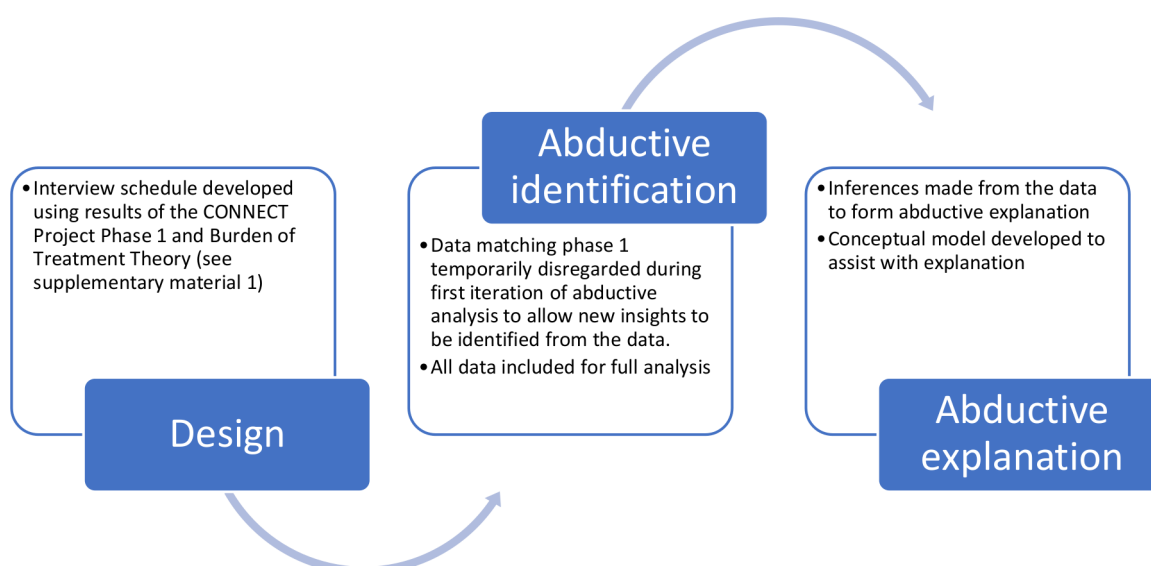 •Interview schedule developed
using results of the CONNECT
Project Phase 1 and Burden of
Treatment Theory (see
supplementary material 1)
Design
Abductive
identification
•Data matching phase 1
temporarily disregarded during
first iteration of abductive
analysis to allow new insights to
be identified from the data.
•All data included for full analysis
•Inferences made from the data
to form abductive explanation
•Conceptual model developed to
assist with explanation
Abductive
explanation